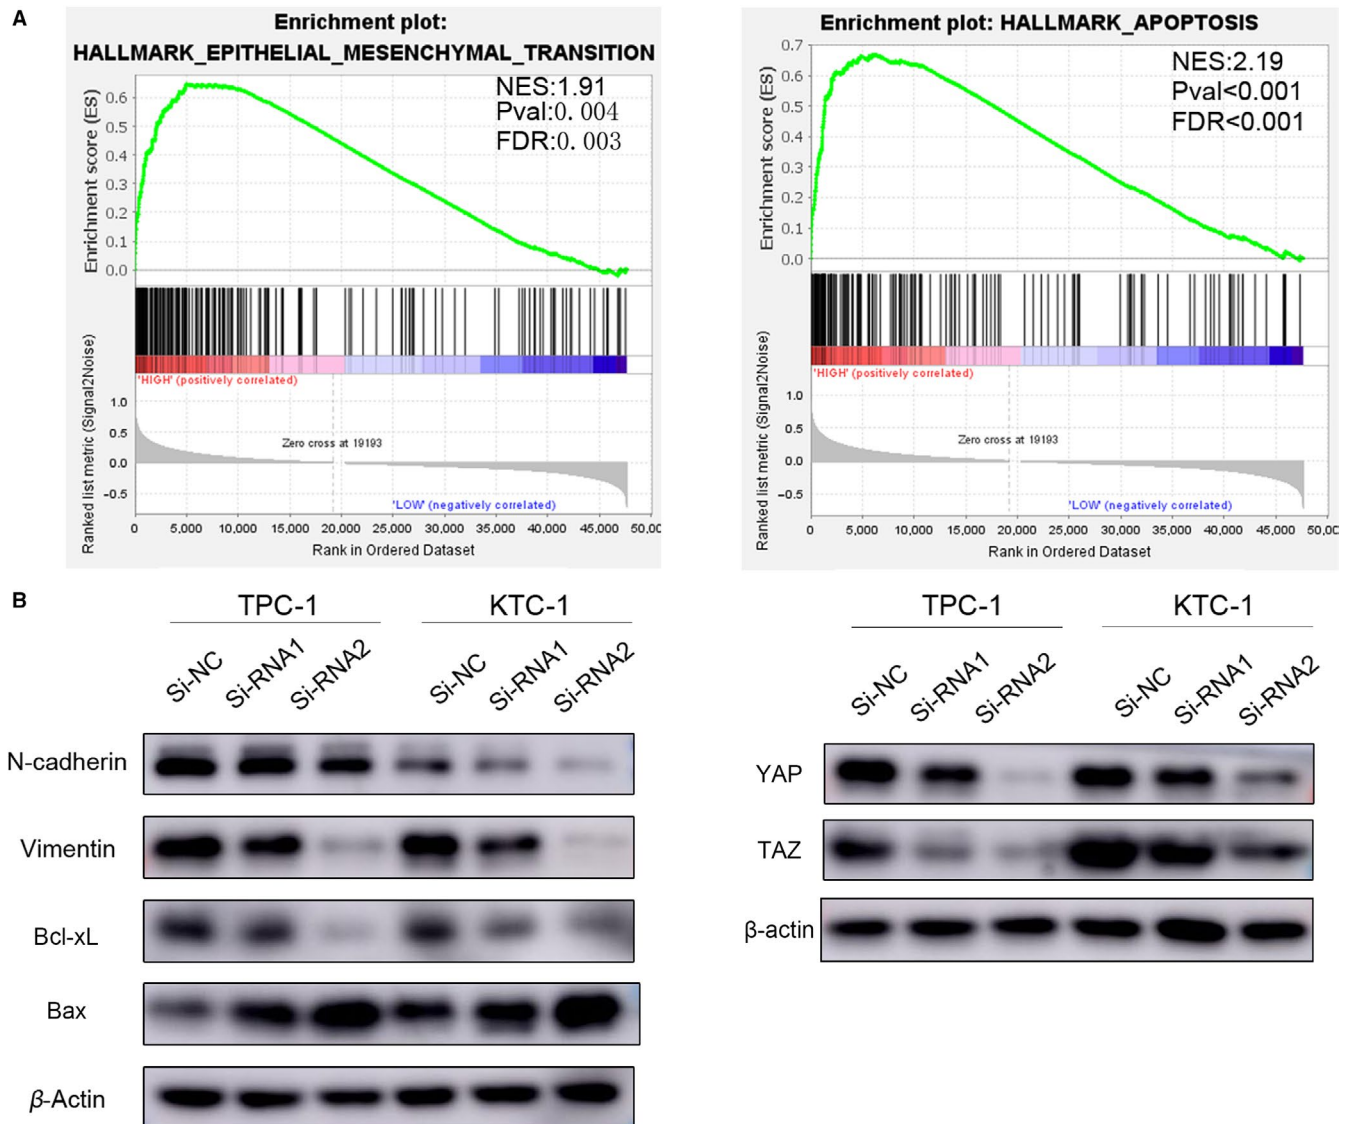 A
Enrichment plot:
HALLMARK_EPITHELIAL_MESENCHYMAL_TRANSITION
NES:1.91
Pval:0.004
FDR:0.003
Enrichment score (ES)
0.6
0.5
0.4
0.3
0.2
0.1
0.0
'HIGH' (positively correlated)
Ranked list metric (Signal2Noise)
1.0
0.5
0.0
-0.5
Zero cross at 19193
'LOW' (negatively correlated)
0 5,000 10,000 15,000 20,000 25,000 30,000 35,000 40,000 45,000 50,0C
Rank in Ordered Dataset
Enrichment plot: HALLMARK_APOPTOSIS
NES:2.19
Pval<0.001
FDR<0.001
Enrichment score (ES)
0.7
0.6
0.5
0.4
0.3
0.2
0.1
0.0
'HIGH' (positively correlated)
Ranked list metric (Signal2Noise)
1.0
0.5
0.0
-0.5
Zero cross at 19193
'LOW' (negatively correlated)
0 5,000 10,000 15,000 20,000 25,000 30,000 35,000 40,000 45,000 50,0C
Rank in Ordered Dataset
B
TPC-1 KTC-1
Si-NC Si-RNA1 Si-RNA2 Si-NC Si-RNA1 Si-RNA2
N-cadherin
Vimentin
Bcl-xL
Bax
β-Actin
TPC-1 KTC-1
Si-NC Si-RNA1 Si-RNA2 Si-NC Si-RNA1 Si-RNA2
YAP
TAZ
β-actin